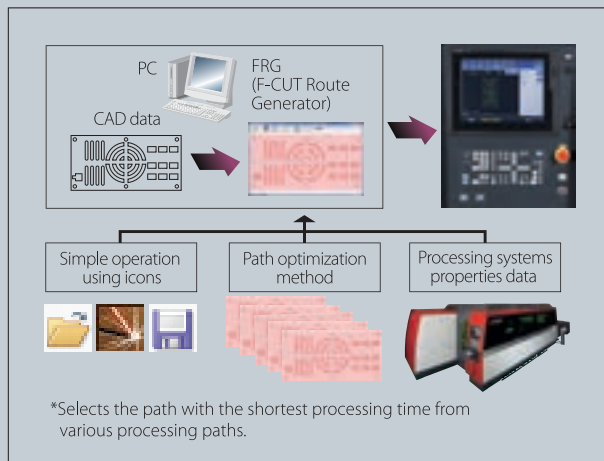 PC
FRG
(F-CUT Route
Generator)
CAD data
Simple operation
using icons
Path optimization
method
Processing systems
properties data
*Selects the path with the shortest processing time from
various processing paths.